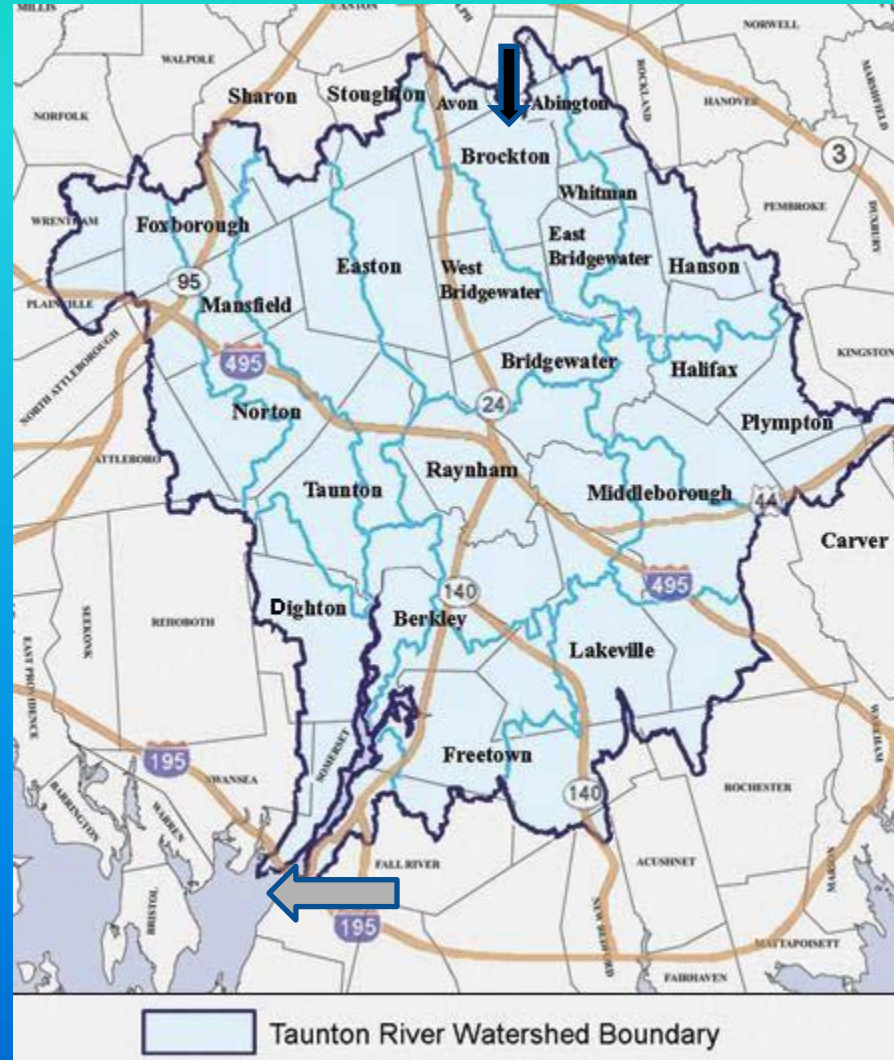 MILLIS
CANTON
NORWELL
WALPOLE
Sharon
Stoughton
Avon
Abington
ROCKLAND
HANOVER
MARSHFIELD
NORFOLK
Brockton
3
Whitman
PEMBROKE
DUXBURY
WRENTHAM
Foxborough
East
Bridgewater
Easton
West
Bridgewater
Hanson
95
PLAINVILLE
Mansfield
NORTH ATTLEBOROUGH
495
Bridgewater
Halifax
KINGSTON
24
Norton
Plympton
ATTLEBORO
Raynham
Taunton
Middleborough
44
Carver
495
140
Dighton
Berkley
SEEKONK
REHOBOTH
Lakeville
EAST PROVIDENCE
SOMERSET
WAREHAM
Freetown
195
SWANSEA
140
ROCHESTER
BARRINGTON
WARREN
FALL RIVER
ACUSHNET
MARION
BRISTOL
195
NEW BEDFORD
MATTAPOISETT
FAIRHAVEN
Taunton River Watershed Boundary